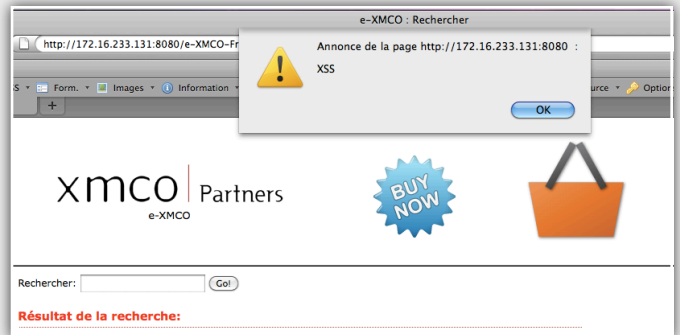 e-XMCO : Rechercher
http://172.16.233.131:8080/e-XMCO-Fr
Annonce de la page http://172.16.233.131:8080 :
XSS
OK
S Form. Images Information
urce Option
+
xmco Partners
e-XMCO
BUY
NOW
Rechercher: Go!
Résultat de la recherche: